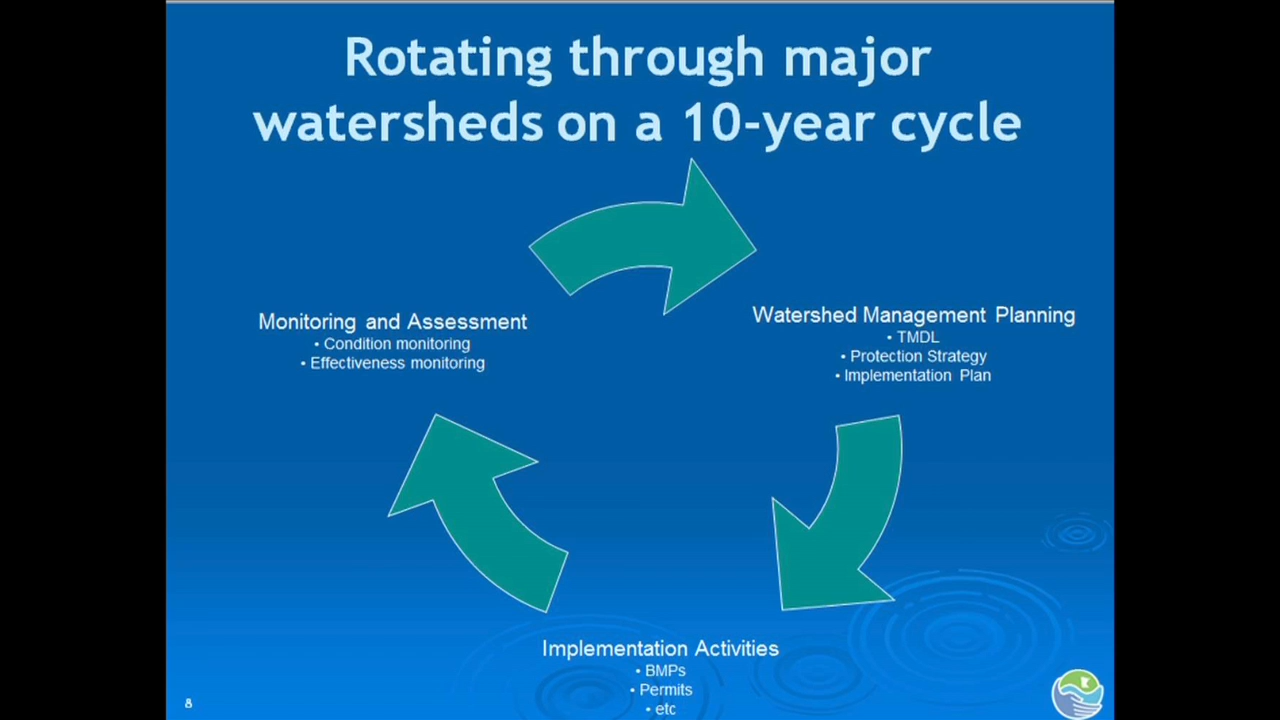 Rotating through major
watersheds on a 10-year cycle
Monitoring and Assessment
• Condition monitoring
• Effectiveness monitoring
Watershed Management Planning
• TMDL
• Protection Strategy
• Implementation Plan
Implementation Activities
• BMPs
• Permits
• etc
8